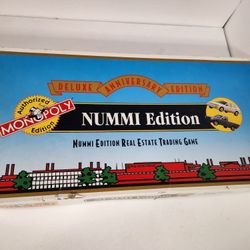 DELUXE ANNIVERSARY EDITION
Authorized
MONOPOLY
Edition
NUMMI Edition
NUMMI EDITION REAL ESTATE TRADING GAME